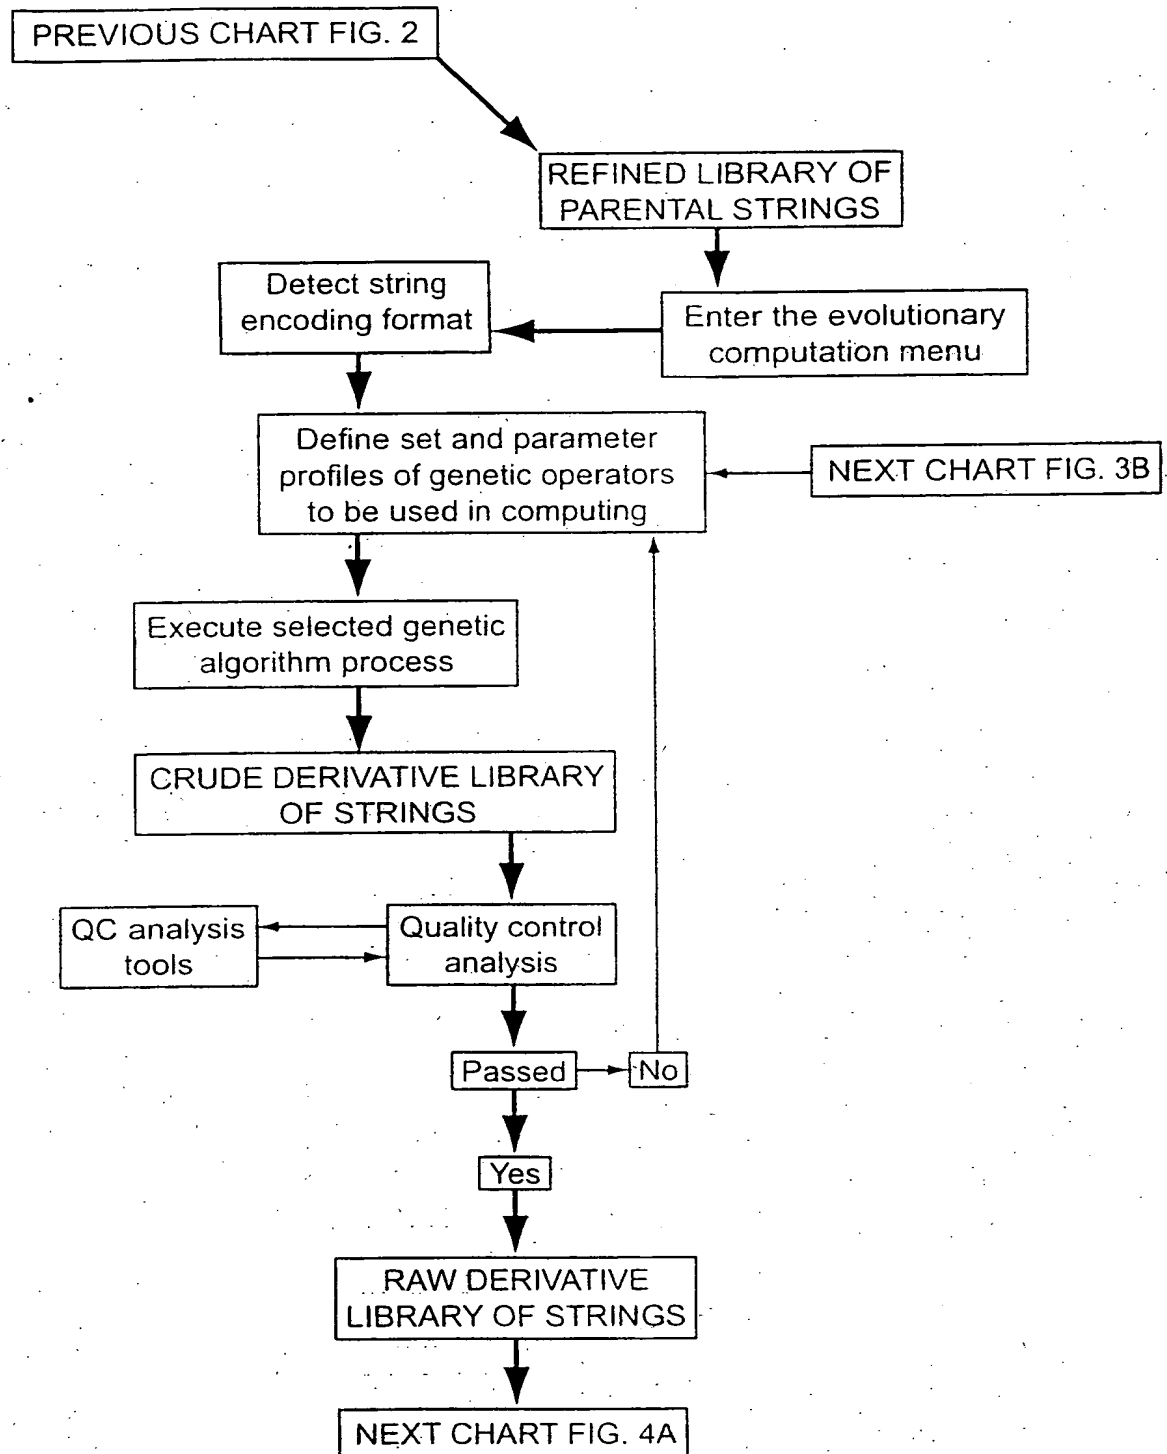 PREVIOUS CHART FIG. 2
REFINED LIBRARY OF
PARENTAL STRINGS
Detect string
encoding format
Enter the evolutionary
computation menu
Define set and parameter
profiles of genetic operators
to be used in computing
NEXT CHART FIG. 3B
Execute selected genetic
algorithm process
CRUDE DERIVATIVE LIBRARY
OF STRINGS
QC analysis
tools
Quality control
analysis
Passed
No
Yes
RAW DERIVATIVE
LIBRARY OF STRINGS
NEXT CHART FIG. 4A